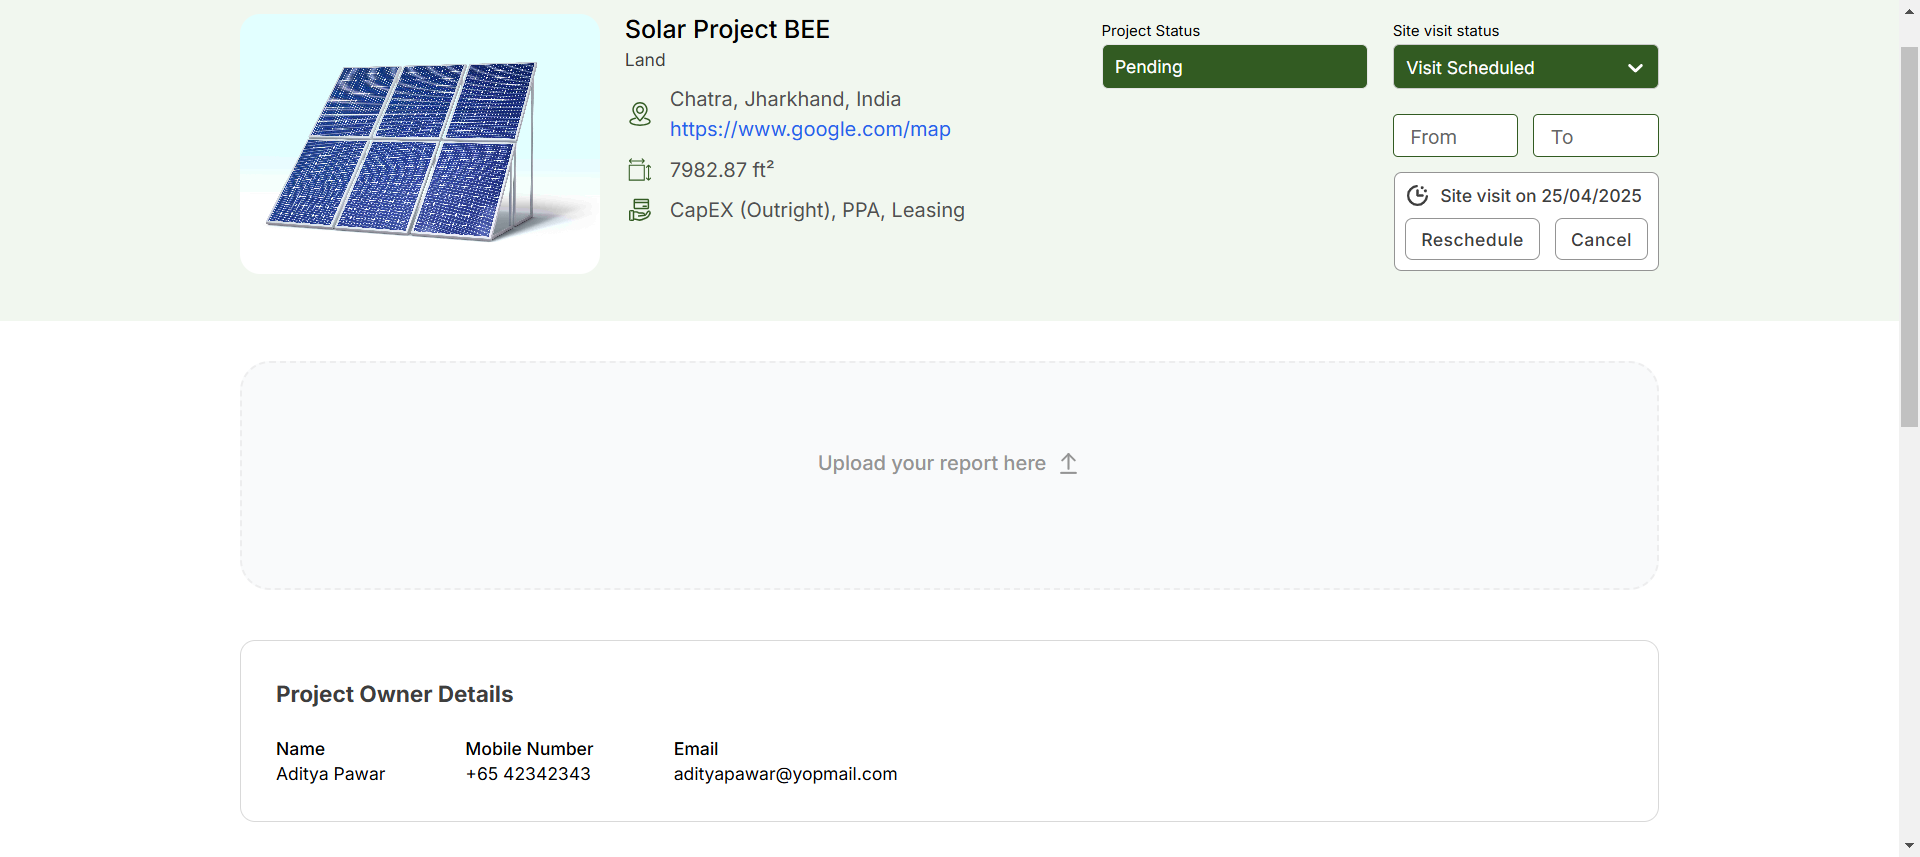 Solar Project BEE
Land
Chatra, Jharkhand, India
https://www.google.com/map
7982.87 ft²
CapEX (Outright), PPA, Leasing
Project Status
Pending
Site visit status
Visit Scheduled
From To
Site visit on 25/04/2025
Reschedule Cancel
Upload your report here
Project Owner Details
Name Mobile Number Email
Aditya Pawar +65 42342343 adityapawar@yopmail.com